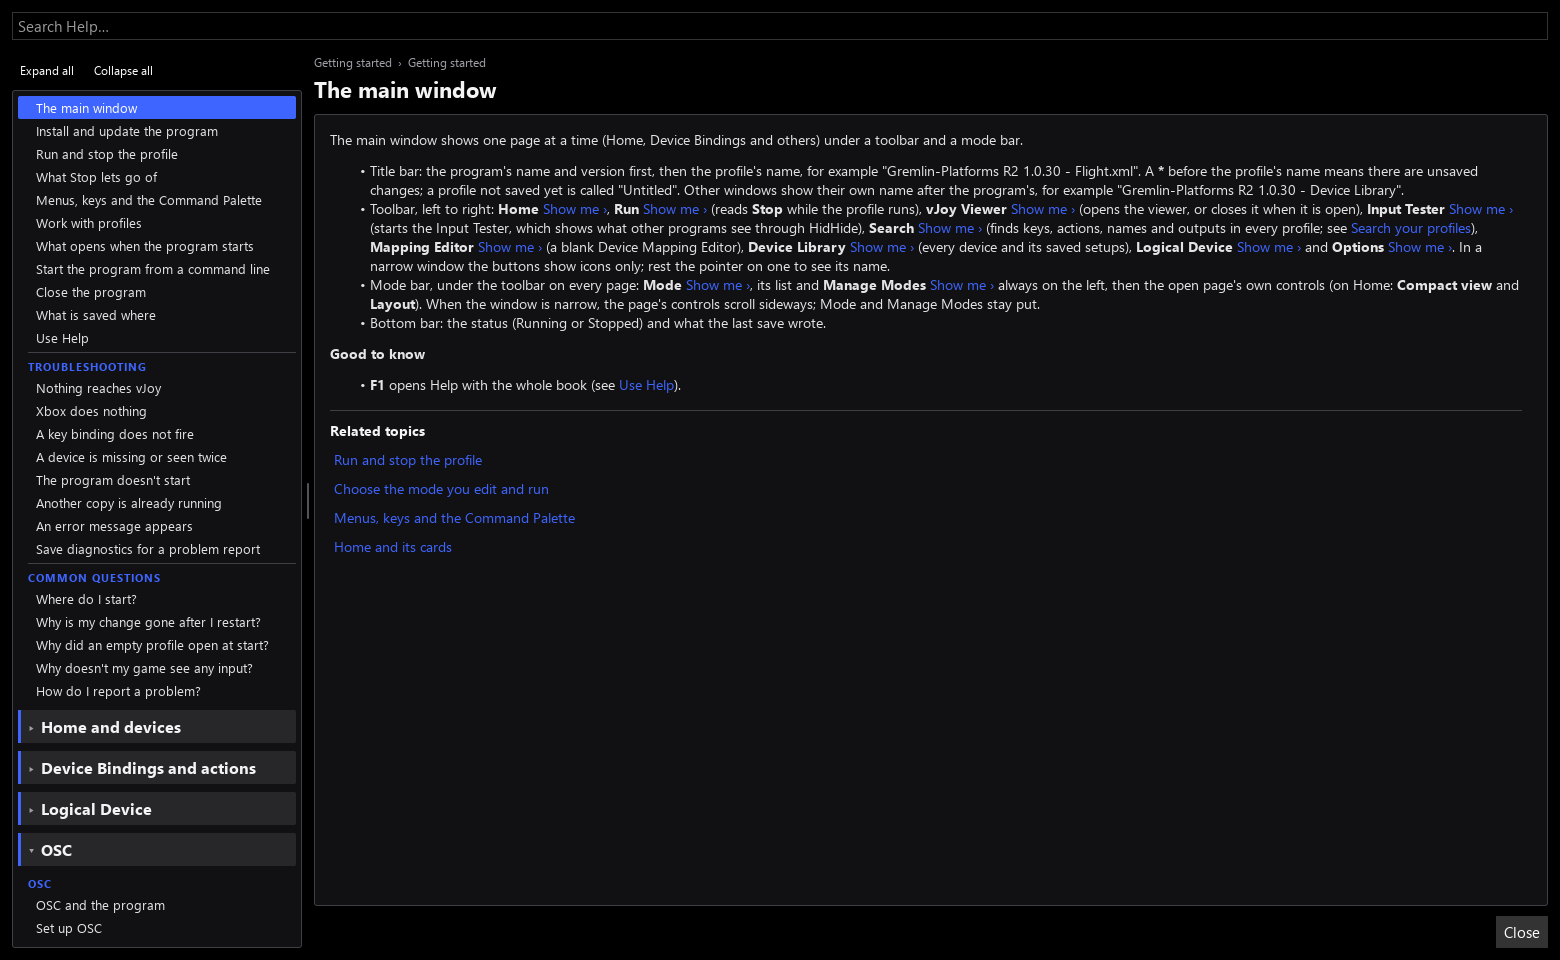 Search Help...
Expand all
Collapse all
The main window
Install and update the program
Run and stop the profile
What Stop lets go of
Menus, keys and the Command Palette
Work with profiles
What opens when the program starts
Start the program from a command line
Close the program
What is saved where
Use Help
TROUBLESHOOTING
Nothing reaches vJoy
Xbox does nothing
A key binding does not fire
A device is missing or seen twice
The program doesn't start
Another copy is already running
An error message appears
Save diagnostics for a problem report
COMMON QUESTIONS
Where do I start?
Why is my change gone after I restart?
Why did an empty profile open at start?
Why doesn't my game see any input?
How do I report a problem?
▸ Home and devices
▸ Device Bindings and actions
▸ Logical Device
▾ OSC
OSC
OSC and the program
Set up OSC
Getting started › Getting started
The main window
The main window shows one page at a time (Home, Device Bindings and others) under a toolbar and a mode bar.
• Title bar: the program's name and version first, then the profile's name, for example "Gremlin-Platforms R2 1.0.30 - Flight.xml". A * before the profile's name means there are unsaved
changes; a profile not saved yet is called "Untitled". Other windows show their own name after the program's, for example "Gremlin-Platforms R2 1.0.30 - Device Library".
• Toolbar, left to right: Home Show me ›, Run Show me › (reads Stop while the profile runs), vJoy Viewer Show me › (opens the viewer, or closes it when it is open), Input Tester Show me ›
(starts the Input Tester, which shows what other programs see through HidHide), Search Show me › (finds keys, actions, names and outputs in every profile; see Search your profiles),
Mapping Editor Show me › (a blank Device Mapping Editor), Device Library Show me › (every device and its saved setups), Logical Device Show me › and Options Show me ›. In a
narrow window the buttons show icons only; rest the pointer on one to see its name.
• Mode bar, under the toolbar on every page: Mode Show me ›, its list and Manage Modes Show me › always on the left, then the open page's own controls (on Home: Compact view and
Layout). When the window is narrow, the page's controls scroll sideways; Mode and Manage Modes stay put.
• Bottom bar: the status (Running or Stopped) and what the last save wrote.
Good to know
• F1 opens Help with the whole book (see Use Help).
Related topics
Run and stop the profile
Choose the mode you edit and run
Menus, keys and the Command Palette
Home and its cards
Close